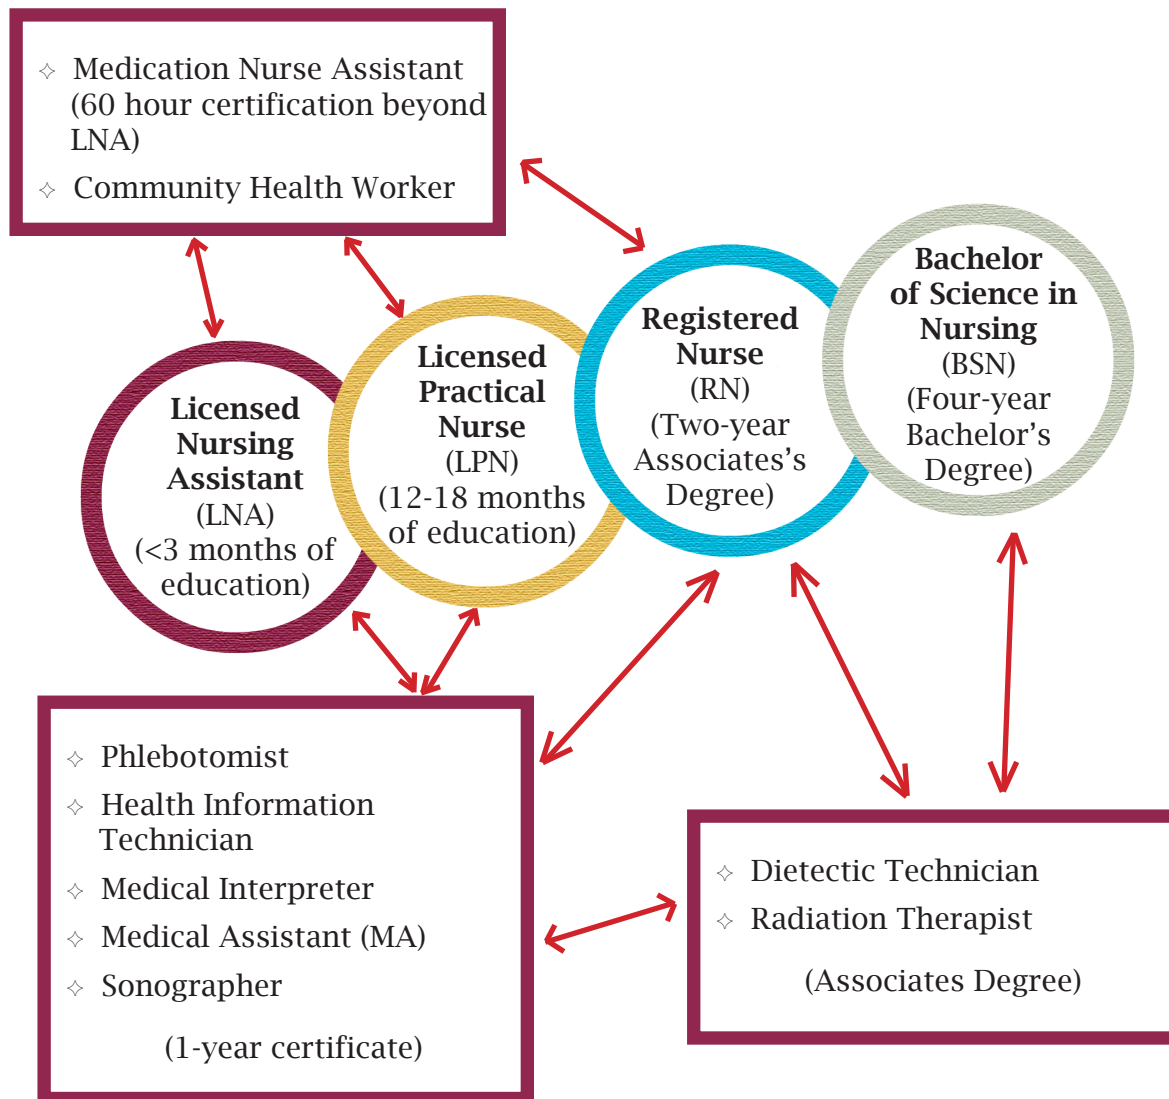 ✧ Medication Nurse Assistant
(60 hour certification beyond
LNA)
✧ Community Health Worker
Licensed
Nursing
Assistant
(LNA)
(<3 months of
education)
Licensed
Practical
Nurse
(LPN)
(12-18 months
of education)
Registered
Nurse
(RN)
(Two-year
Associates’s
Degree)
Bachelor
of Science in
Nursing
(BSN)
(Four-year
Bachelor’s
Degree)
✧ Phlebotomist
✧ Health Information
Technician
✧ Medical Interpreter
✧ Medical Assistant (MA)
✧ Sonographer
(1-year certificate)
✧ Dietectic Technician
✧ Radiation Therapist
(Associates Degree)